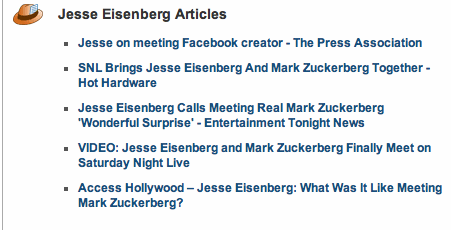 Jesse Eisenberg Articles
Jesse on meeting Facebook creator - The Press Association
SNL Brings Jesse Eisenberg And Mark Zuckerberg Together -
Hot Hardware
Jesse Eisenberg Calls Meeting Real Mark Zuckerberg
'Wonderful Surprise' - Entertainment Tonight News
VIDEO: Jesse Eisenberg and Mark Zuckerberg Finally Meet on
Saturday Night Live
Access Hollywood – Jesse Eisenberg: What Was It Like Meeting
Mark Zuckerberg?